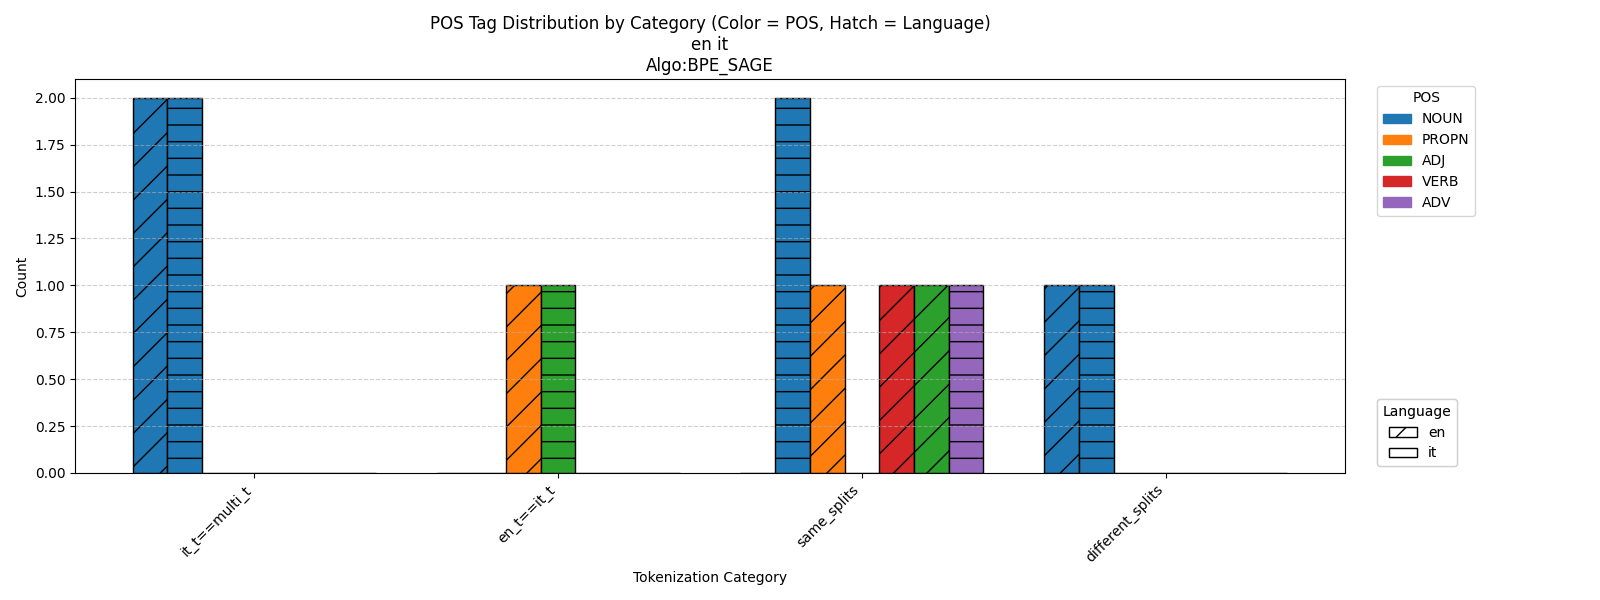 POS Tag Distribution by Category (Color = POS, Hatch = Language)
en it
Algo:BPE_SAGE
Count
2.00
1.75
1.50
1.25
1.00
0.75
0.50
0.25
0.00
it_t==multi_t
en_t==it_t
same_splits
different_splits
Tokenization Category
POS
NOUN
PROPN
ADJ
VERB
ADV
Language
en
it